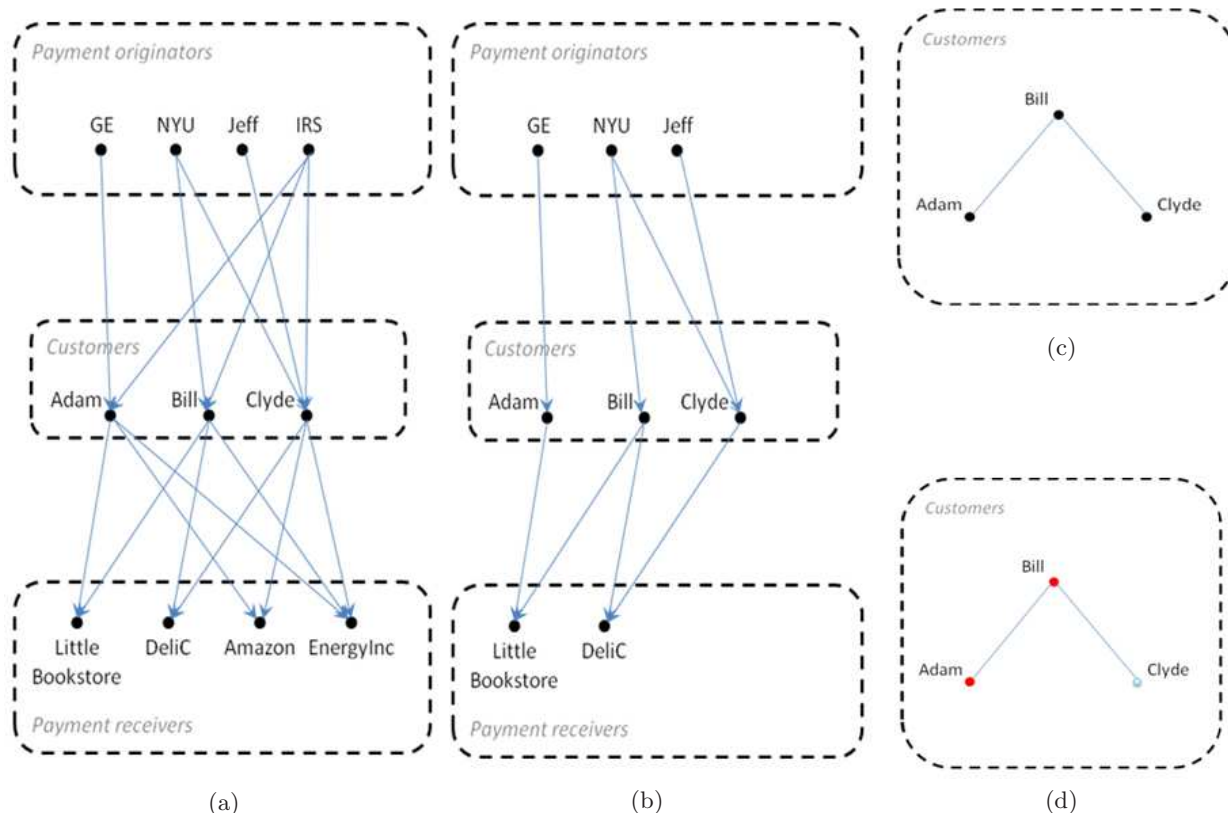 Payment originators
GE NYU Jeff IRS
Customers
Adam Bill Clyde
Little Bookstore DeliC Amazon EnergyInc
Payment receivers
(a)
Payment originators
GE NYU Jeff
Customers
Adam Bill Clyde
Little Bookstore DeliC
Payment receivers
(b)
Customers
Bill
Adam Clyde
(c)
Customers
Bill
Adam Clyde
(d)